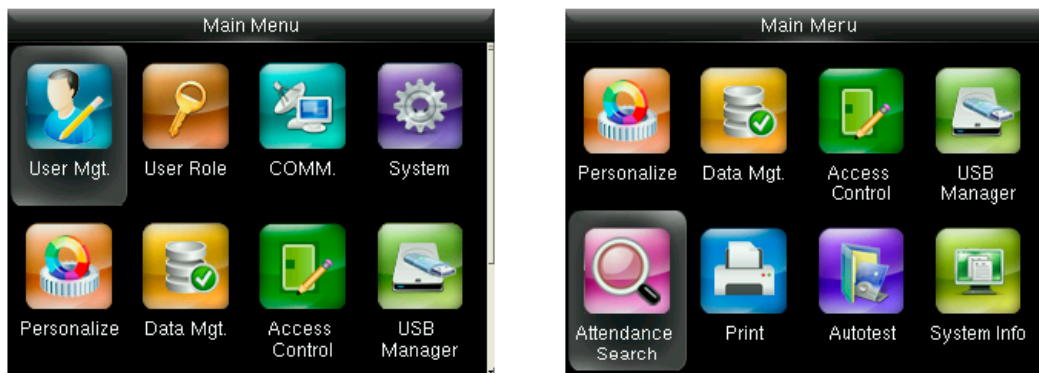 Main Menu
User Mgt.
User Role
COMM.
System
Personalize
Data Mgt.
Access
Control
USB
Manager
Main Meru
Personalize
Data Mgt.
Access
Control
USB
Manager
Attendance
Search
Print
Autotest
System Info